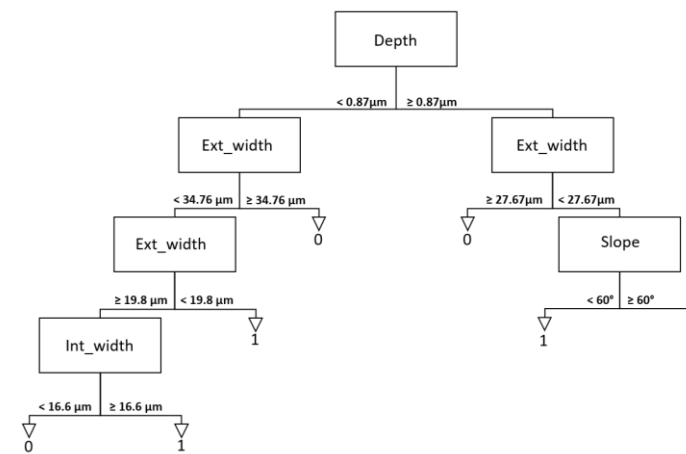 Depth
< 0.87μm ≥ 0.87μm
Ext_width Ext_width
< 34.76 μm ≥ 34.76 μm ≥ 27.67μm < 27.67μm
0 0
Ext_width Slope
≥ 19.8 μm < 19.8 μm < 60° ≥ 60°
Int_width 1 1
< 16.6 μm ≥ 16.6 μm
0 1